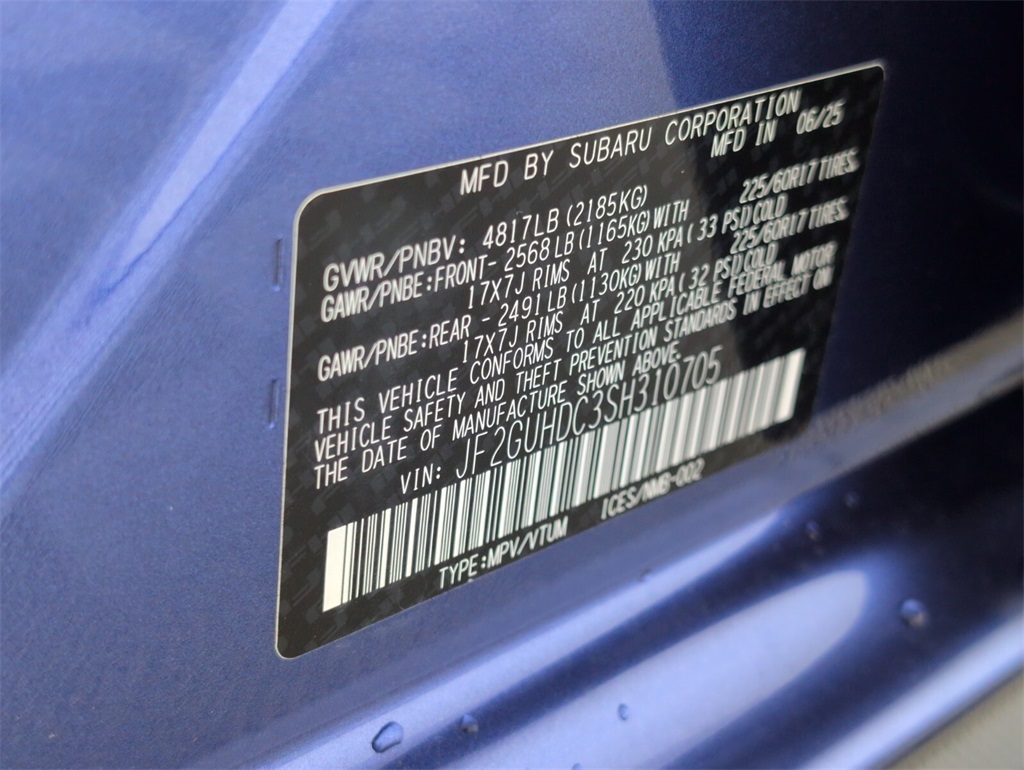 MFD BY SUBARU CORPORATION
MFD IN 06/25
GVWR/PNBV: 4817LB(2185KG)
GAWR/PNBE:FRONT- 2568LB(1165KG)WITH 225/60R17 TIRES,
17X7J RIMS AT 230 KPA(33 PSI)COLD
GAWR/PNBE:REAR - 2491LB(1130KG)WITH 225/60R17 TIRES,
17X7J RIMS AT 220 KPA(32 PSI)COLD
THIS VEHICLE CONFORMS TO ALL APPLICABLE FEDERAL MOTOR
VEHICLE SAFETY AND THEFT PREVENTION STANDARDS IN EFFECT ON
THE DATE OF MANUFACTURE SHOWN ABOVE.
VIN: JF2GUHDC3SH310705
TYPE:MPV/VTUM ICES/NMB-002